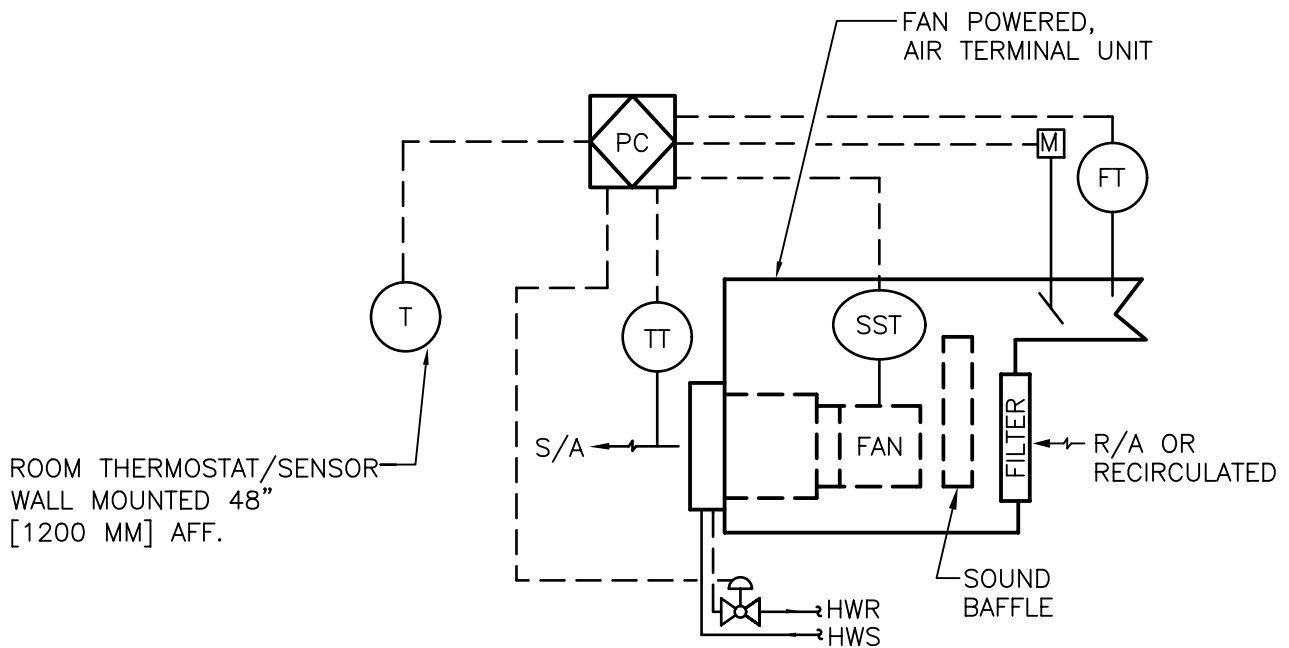 FAN POWERED,
AIR TERMINAL UNIT
PC
M
FT
T
TT
SST
S/A
FAN
FILTER
R/A OR
RECIRCULATED
ROOM THERMOSTAT/SENSOR
WALL MOUNTED 48"
[1200 MM] AFF.
SOUND
BAFFLE
HWR
HWS